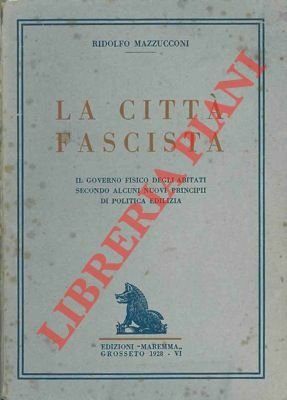 RIDOLFO MAZZUCCONI
LA CITTÀ
FASCISTA
IL GOVERNO FISICO DEGLI ABITATI
SECONDO ALCUNI NUOVI PRINCIPII
DI POLITICA EDILIZIA
LIBRERIA PIANI
EDIZIONI "MAREMMA„
GROSSETO 1928 - VI